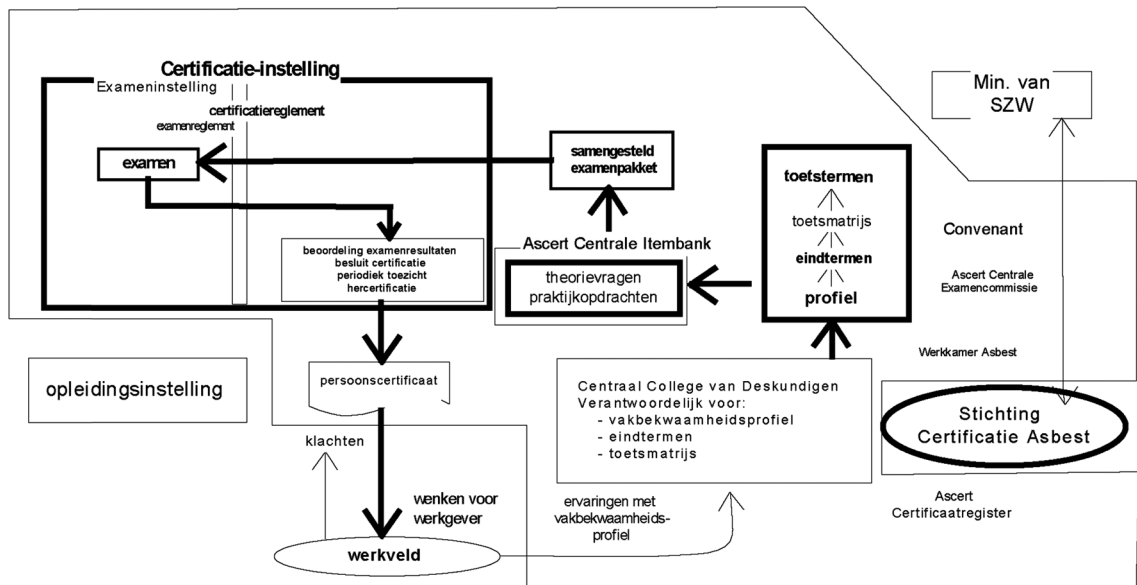 Certificatie-instelling
Exameninstelling
certificatiereglement
examenreglement
examen
beoordeling examenresultaten
besluit certificatie
periodiek toezicht
hercertificatie
samengesteld
examenpakket
Ascert Centrale Itembank
theorievragen
praktijkopdrachten
toetstermen
toetsmatrijs
eindtermen
profiel
Min. van
SZW
Convenant
Ascert Centrale
Examencommissie
Werkkamer Asbest
Stichting
Certificatie Asbest
Ascert
Certificaatregister
opleidingsinstelling
persoonscertificaat
Centraal College van Deskundigen
Verantwoordelijk voor:
- vakbekwaamheidsprofiel
- eindtermen
- toetsmatrijs
klachten
wenken voor
werkgever
werkveld
ervaringen met
vakbekwaamheids-
profiel